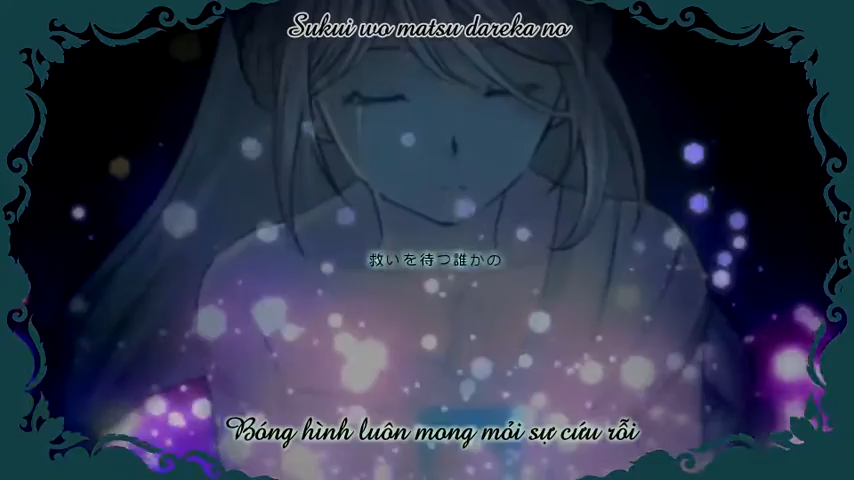 Sukui wo matsu dareka no
救いを待つ誰かの
Bóng hình luôn mong mỏi sự cứu rỗi